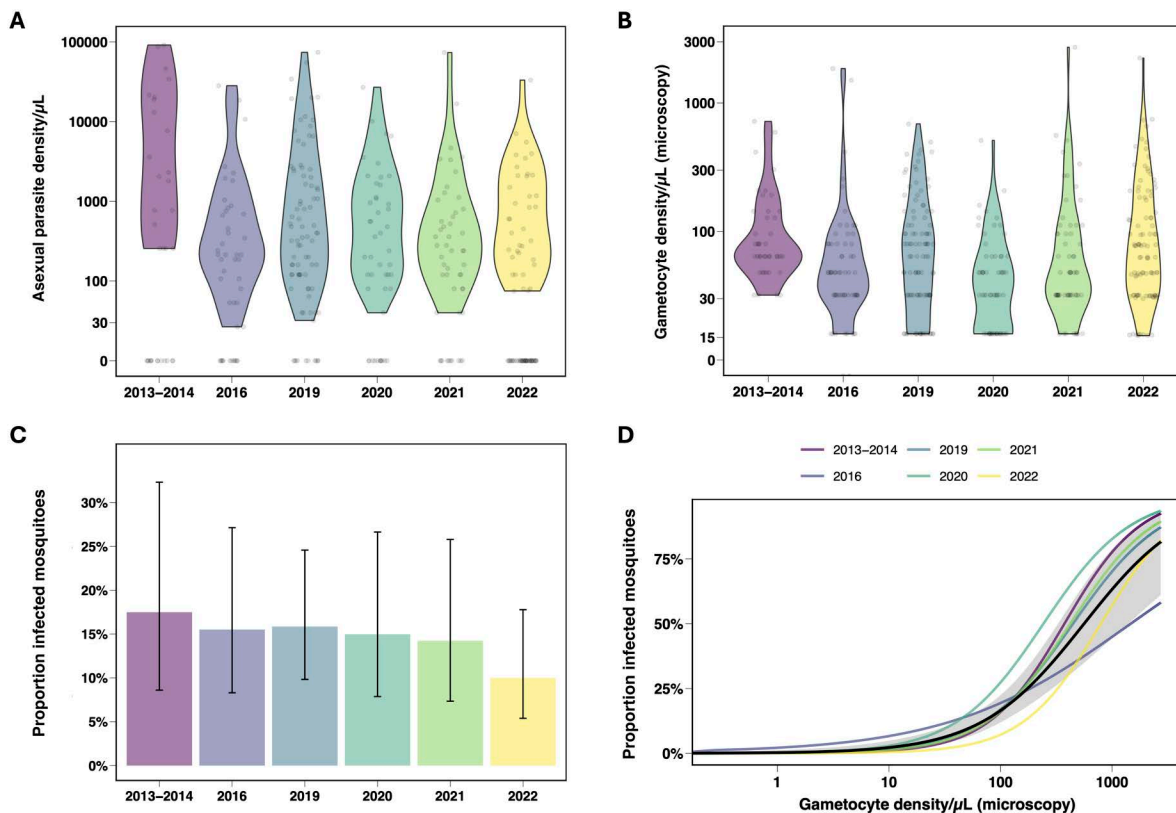 A
Asexual parasite density/µL
100000
10000
1000
100
30
0
2013–2014 2016 2019 2020 2021 2022
B
Gametocyte density/µL (microscopy)
3000
1000
300
100
30
15
0
2013–2014 2016 2019 2020 2021 2022
C
Proportion infected mosquitoes
30%
25%
20%
15%
10%
5%
0%
2013–2014 2016 2019 2020 2021 2022
D
2013–2014 2019 2021
2016 2020 2022
Proportion infected mosquitoes
75%
50%
25%
0%
1 10 100 1000
Gametocyte density/µL (microscopy)